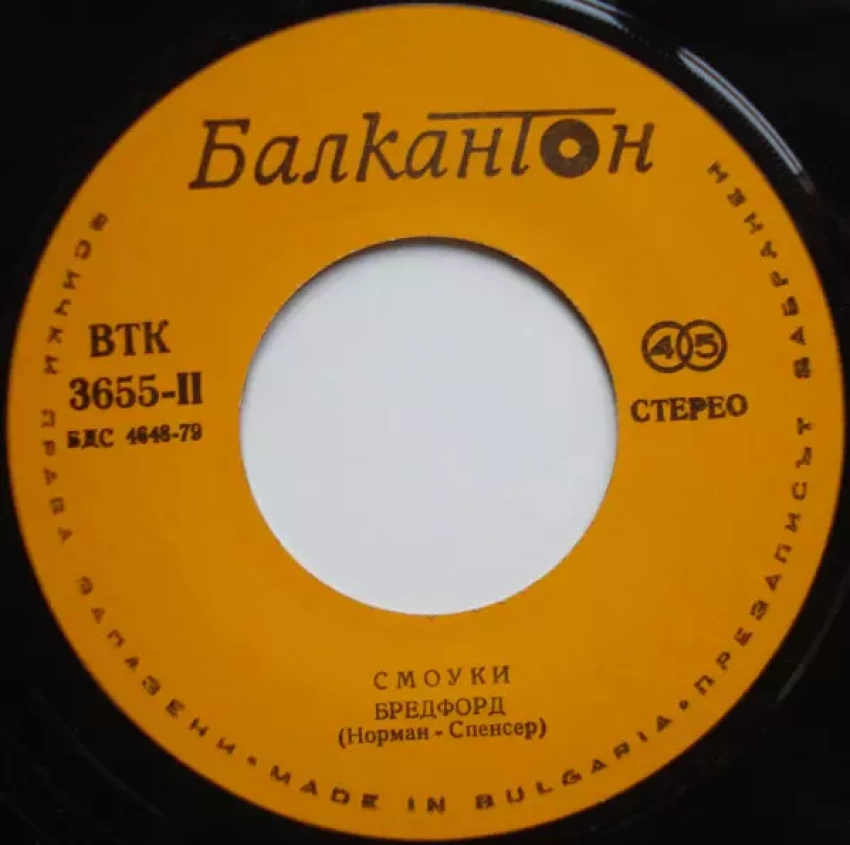 Балкантон
ВТК
3655-II
БДС 4648-79
45
СТЕРЕО
СМОУКИ
БРЕДФОРД
(Норман - Спенсер)
ВСИЧКИ ПРАВА ЗАПАЗЕНИ • MADE IN BULGARIA • ПРЕЗАПИСЪТ ЗАБРАНЕН